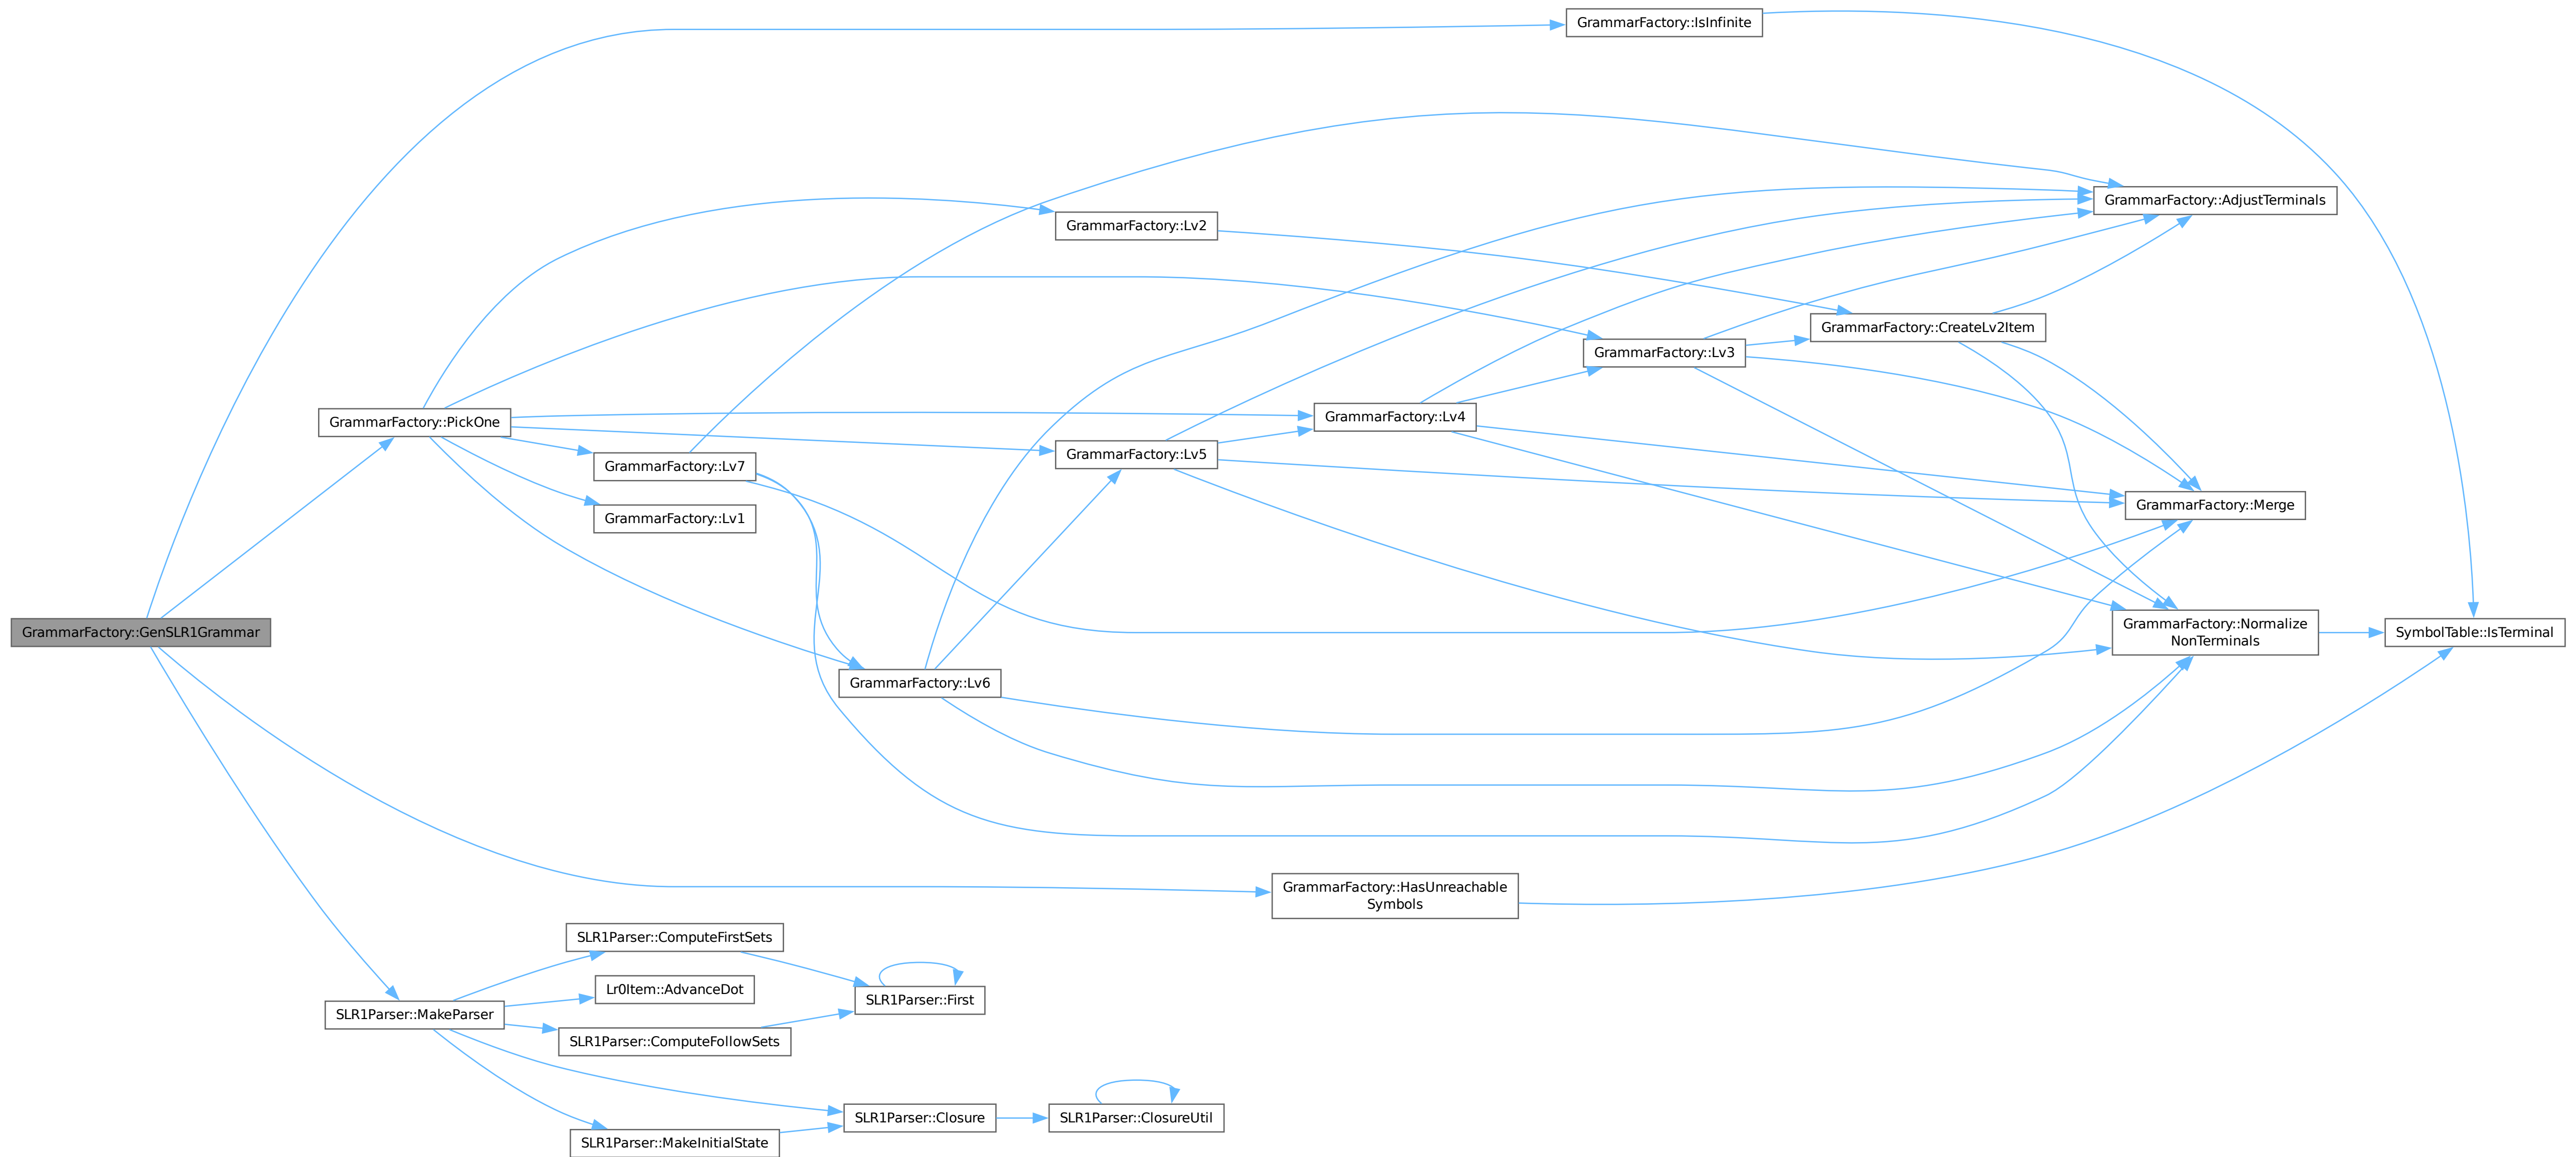 GrammarFactory::IsInfinite
GrammarFactory::AdjustTerminals
GrammarFactory::Lv2
GrammarFactory::CreateLv2Item
GrammarFactory::Lv3
GrammarFactory::Lv4
GrammarFactory::PickOne
GrammarFactory::Lv5
GrammarFactory::Lv7
GrammarFactory::Merge
GrammarFactory::Lv1
GrammarFactory::GenSLR1Grammar
GrammarFactory::Normalize
NonTerminals
SymbolTable::IsTerminal
GrammarFactory::Lv6
GrammarFactory::HasUnreachable
Symbols
SLR1Parser::ComputeFirstSets
Lr0Item::AdvanceDot
SLR1Parser::First
SLR1Parser::MakeParser
SLR1Parser::ComputeFollowSets
SLR1Parser::Closure
SLR1Parser::ClosureUtil
SLR1Parser::MakeInitialState